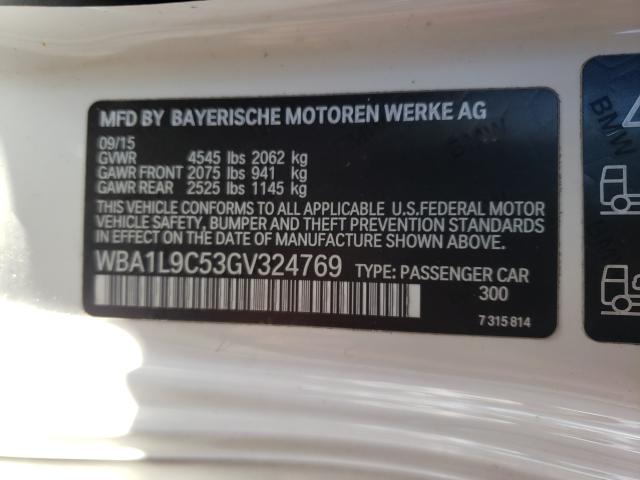 MFD BY BAYERISCHE MOTOREN WERKE AG
09/15
GVWR 4545 lbs 2062 kg
GAWR FRONT 2075 lbs 941 kg
GAWR REAR 2525 lbs 1145 kg
THIS VEHICLE CONFORMS TO ALL APPLICABLE U.S.FEDERAL MOTOR
VEHICLE SAFETY, BUMPER AND THEFT PREVENTION STANDARDS
IN EFFECT ON THE DATE OF MANUFACTURE SHOWN ABOVE.
WBA1L9C53GV324769 TYPE: PASSENGER CAR
300
7 315 814
BMW
BMW